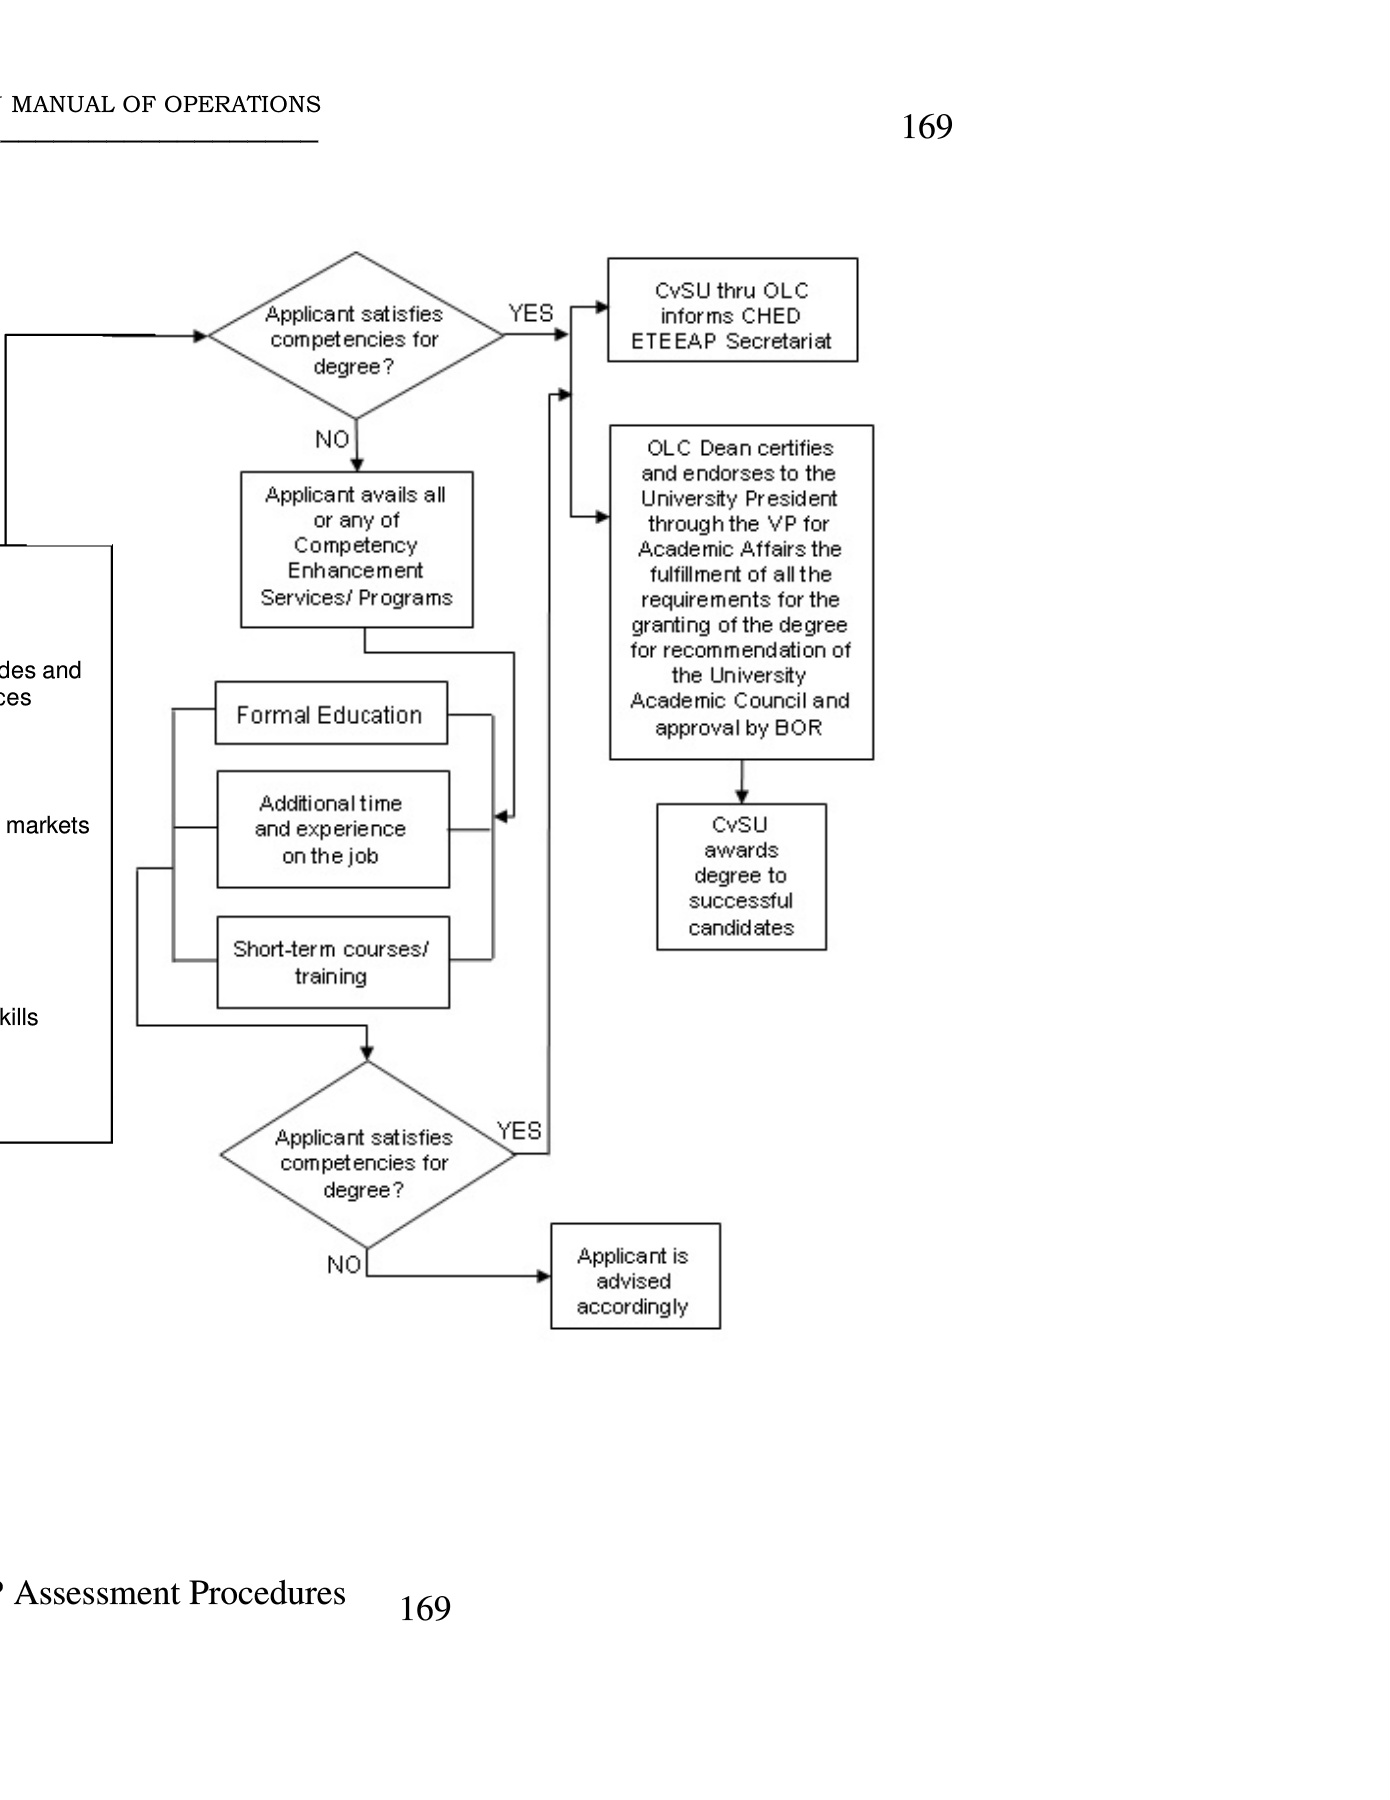 MANUAL OF OPERATIONS
169
Applicant satisfies
competencies for
degree?
YES
NO
CvSU thru OLC
informs CHED
ETEEAP Secretariat
Applicant avails all
or any of
Competency
Enhancement
Services/ Programs
OLC Dean certifies
and endorses to the
University President
through the VP for
Academic Affairs the
fulfillment of all the
requirements for the
granting of the degree
for recommendation of
the University
Academic Council and
approval by BOR
and
markets
Formal Education
Additional time
and experience
on the job
Short-term courses/
training
CvSU
awards
degree to
successful
candidates
Applicant satisfies
competencies for
degree?
YES
NO
Applicant is
advised
accordingly
Assessment Procedures
169